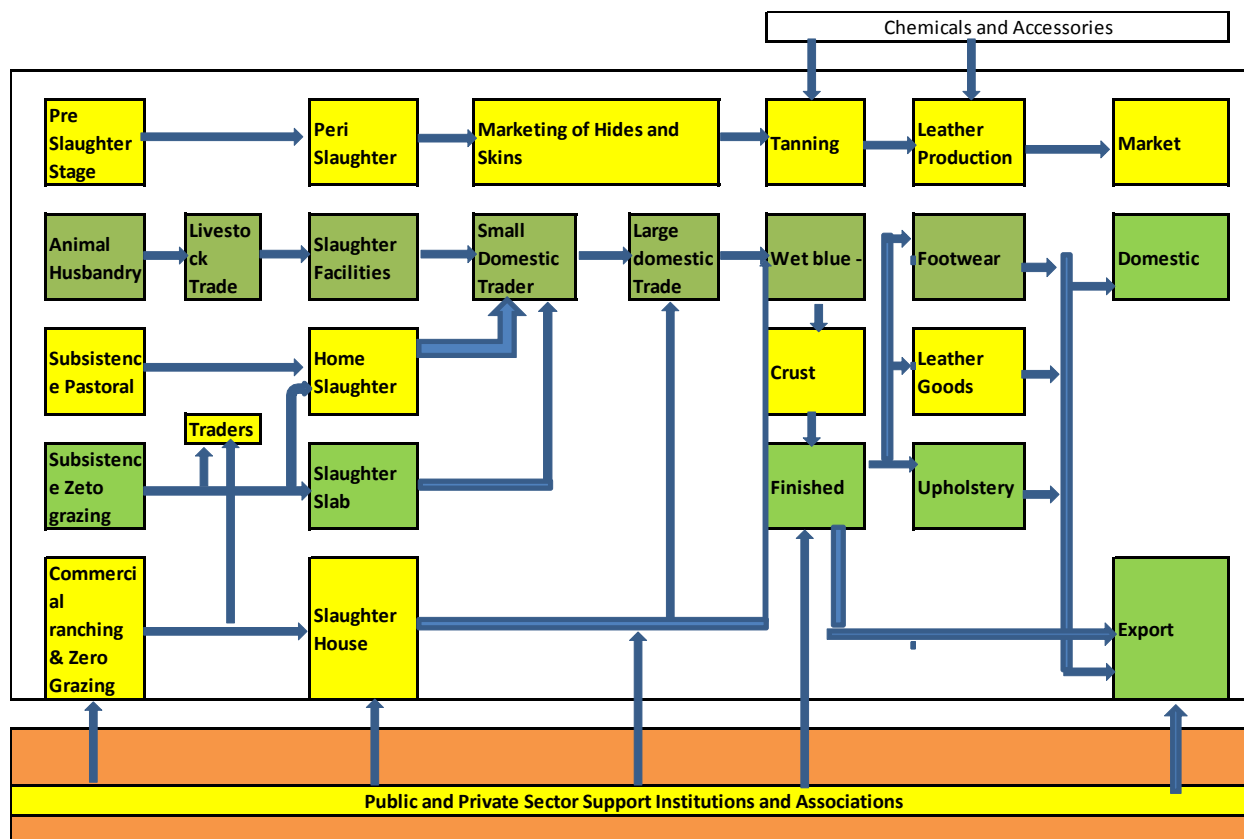 Chemicals and Accessories
Pre
Slaughter
Stage
Peri
Slaughter
Marketing of Hides and
Skins
Tanning
Leather
Production
Market
Animal
Husbandry
Livesto
ck
Trade
Slaughter
Facilities
Small
Domestic
Trader
Large
domestic
Trade
Wet blue -
Footwear
Domestic
Subsistenc
e Pastoral
Home
Slaughter
Crust
Leather
Goods
Traders
Subsistenc
e Zeto
grazing
Slaughter
Slab
Finished
Upholstery
Commerci
al
ranching
& Zero
Grazing
Slaughter
House
Export
Public and Private Sector Support Institutions and Associations